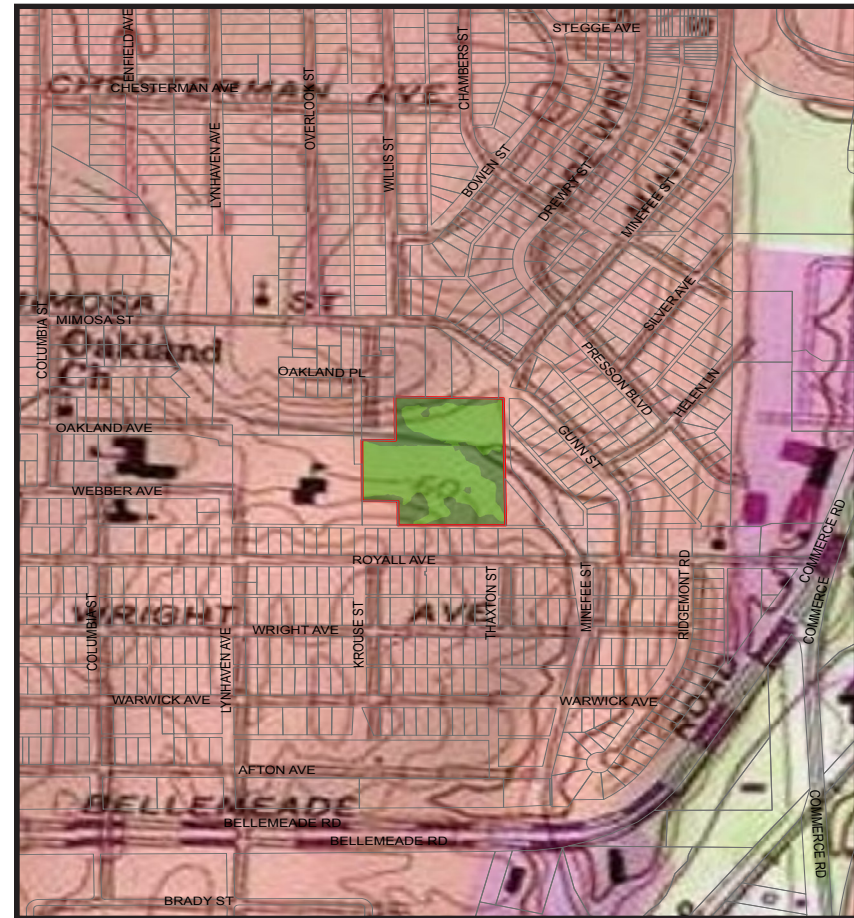 STEGGE AVE
ENFIELD AVE
CHAMBERS ST
CHESTERMAN AVE
CHESTERMAN AVE
OVERLOOK ST
LYNHAVEN AVE
WILLIS ST
BOWEN ST
DREWRY
DREWRY ST
MINEFEE
MINEFEE ST
SILVER AVE
MIMOSA ST
MIMOSA ST
COLUMBIA ST
Oakland
Ch
OAKLAND PL
PRESSON BLVD
HELEN LN
OAKLAND AVE
GUNN ST
WEBBER AVE
50
ROYALL AVE
COMMERCE RD
COMMERCE
COLUMBIA ST
KROUSE ST
THAXTON ST
MINEFEE ST
RIDGEMONT RD
WRIGHT AVE
WRIGHT AVE
LYNHAVEN AVE
WARWICK AVE
WARWICK AVE
ROAD
AFTON AVE
BELLEMEADE
BELLEMEADE RD
BELLEMEADE RD
COMMERCE RD
BRADY ST